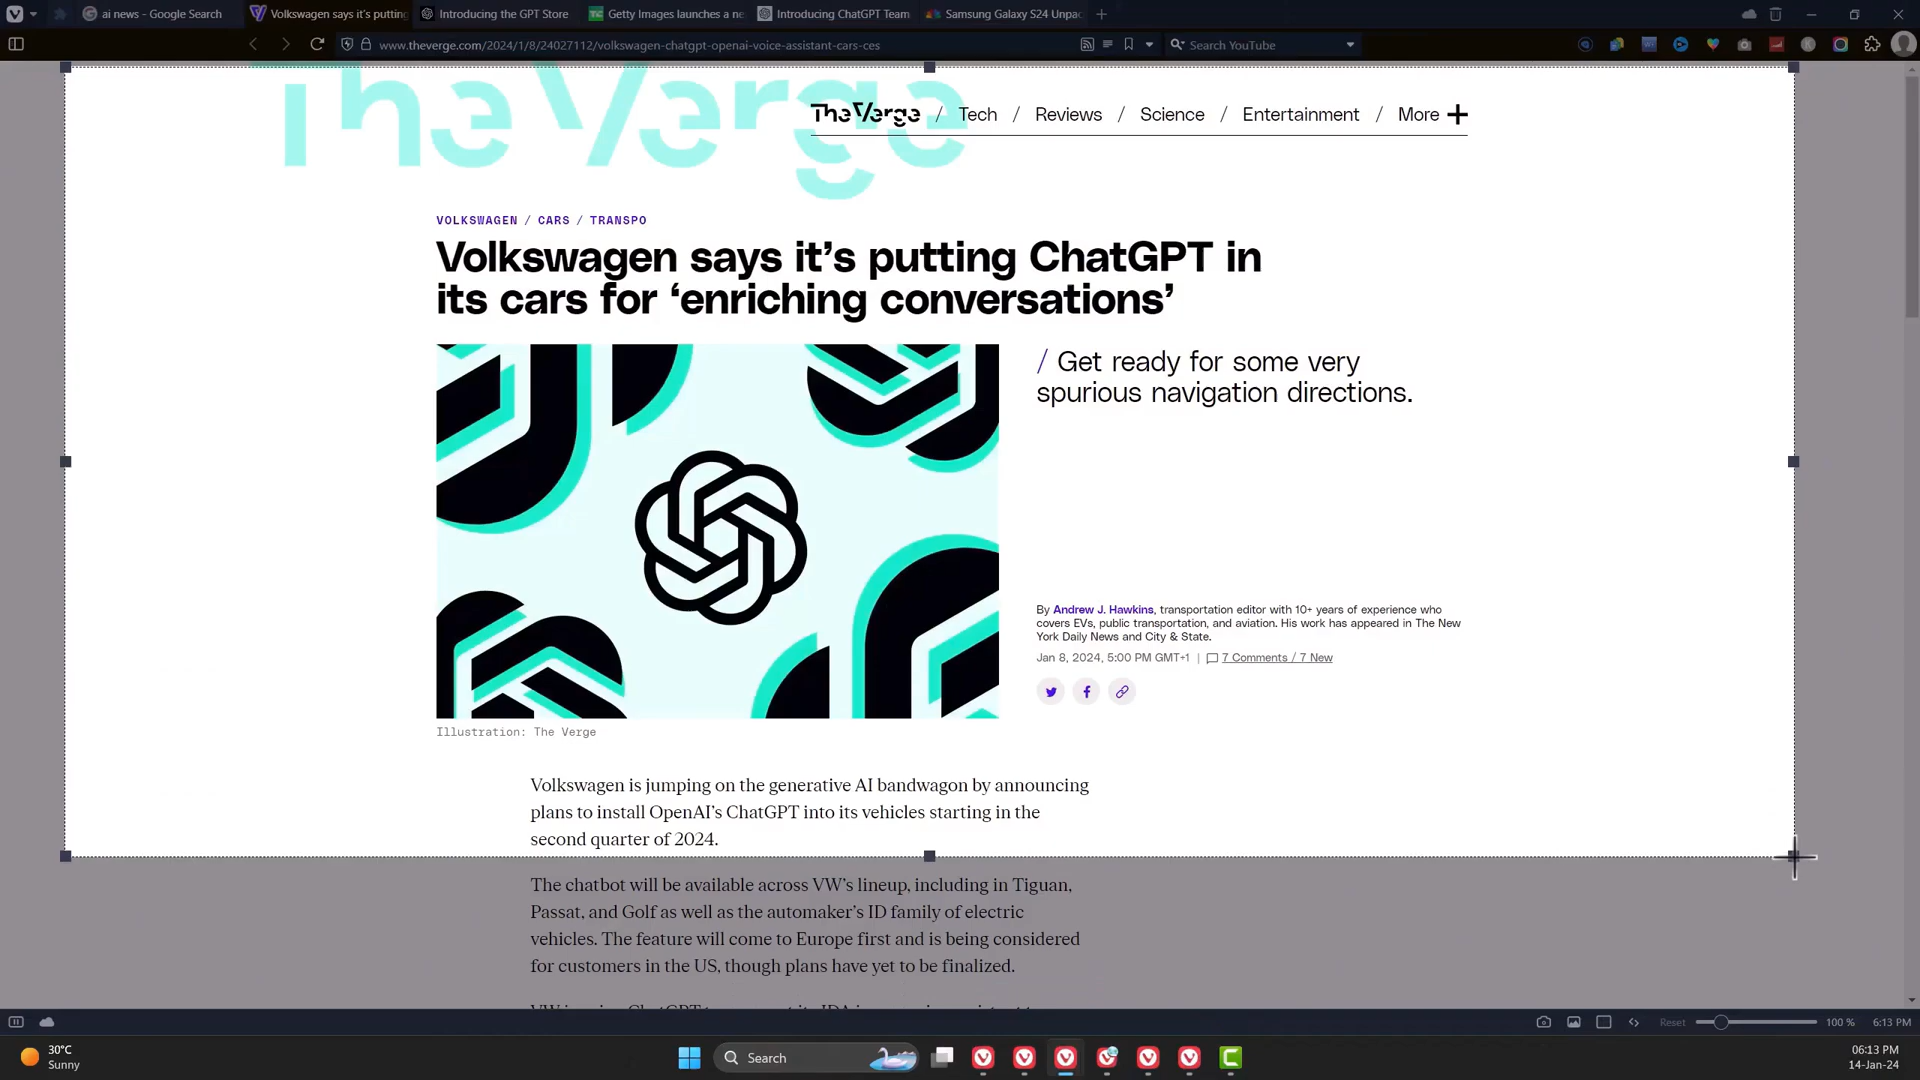 ai news - Google Search
Volkswagen says it's putting
Introducing the GPT Store
Getty Images launches a ne
Introducing ChatGPT Team
Samsung Galaxy S24 Unpac
www.theverge.com/2024/1/8/24027112/volkswagen-chatgpt-openai-voice-assistant-cars-ces
Search YouTube
The Verge
The Verge / Tech / Reviews / Science / Entertainment / More
VOLKSWAGEN / CARS / TRANSPO
Volkswagen says it's putting ChatGPT in
its cars for ‘enriching conversations’
/ Get ready for some very
spurious navigation directions.
By Andrew J. Hawkins, transportation editor with 10+ years of experience who
covers EVs, public transportation, and aviation. His work has appeared in The New
York Daily News and City & State.
Jan 8, 2024, 5:00 PM GMT+1 | 7 Comments / 7 New
Illustration: The Verge
Volkswagen is jumping on the generative AI bandwagon by announcing
plans to install OpenAI's ChatGPT into its vehicles starting in the
second quarter of 2024.
The chatbot will be available across VW's lineup, including in Tiguan,
Passat, and Golf as well as the automaker's ID family of electric
vehicles. The feature will come to Europe first and is being considered
for customers in the US, though plans have yet to be finalized.
Reset
100 %
6:13 PM
30°C
Sunny
Search
06:13 PM
14-Jan-24